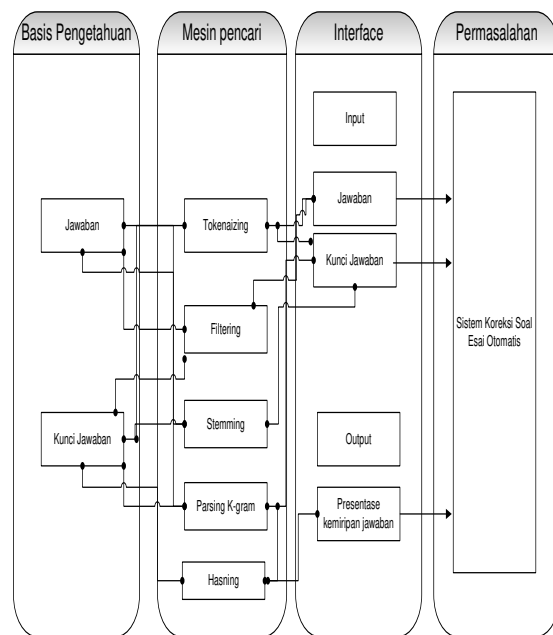 Basis Pengetahuan
Mesin pencari
Interface
Permasalahan
Input
Jawaban
Tokenaizing
Jawaban
Kunci Jawaban
Filtering
Sistem Koreksi Soal
Esai Otomatis
Kunci Jawaban
Stemming
Output
Parsing K-gram
Presentase
kemiripan jawaban
Hasning